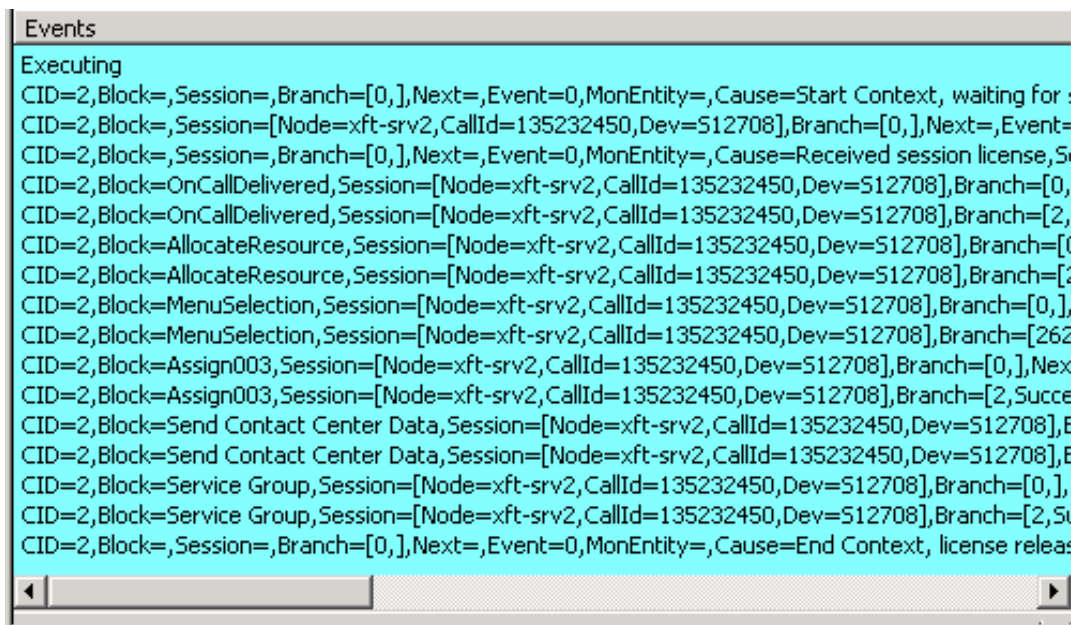 Events
Executing
CID=2,Block=,Session=,Branch=[0,],Next=,Event=0,MonEntity=,Cause=Start Context, waiting for
CID=2,Block=,Session=[Node=xft-srv2,CallId=135232450,Dev=S12708],Branch=[0,],Next=,Event=
CID=2,Block=,Session=,Branch=[0,],Next=,Event=0,MonEntity=,Cause=Received session license,S
CID=2,Block=OnCallDelivered,Session=[Node=xft-srv2,CallId=135232450,Dev=S12708],Branch=[0,
CID=2,Block=OnCallDelivered,Session=[Node=xft-srv2,CallId=135232450,Dev=S12708],Branch=[2,
CID=2,Block=AllocateResource,Session=[Node=xft-srv2,CallId=135232450,Dev=S12708],Branch=[0
CID=2,Block=AllocateResource,Session=[Node=xft-srv2,CallId=135232450,Dev=S12708],Branch=[2
CID=2,Block=MenuSelection,Session=[Node=xft-srv2,CallId=135232450,Dev=S12708],Branch=[0,],
CID=2,Block=MenuSelection,Session=[Node=xft-srv2,CallId=135232450,Dev=S12708],Branch=[262
CID=2,Block=Assign003,Session=[Node=xft-srv2,CallId=135232450,Dev=S12708],Branch=[0,],Nex
CID=2,Block=Assign003,Session=[Node=xft-srv2,CallId=135232450,Dev=S12708],Branch=[2,Succe
CID=2,Block=Send Contact Center Data,Session=[Node=xft-srv2,CallId=135232450,Dev=S12708],B
CID=2,Block=Send Contact Center Data,Session=[Node=xft-srv2,CallId=135232450,Dev=S12708],B
CID=2,Block=Service Group,Session=[Node=xft-srv2,CallId=135232450,Dev=S12708],Branch=[0,],
CID=2,Block=Service Group,Session=[Node=xft-srv2,CallId=135232450,Dev=S12708],Branch=[2,Su
CID=2,Block=,Session=,Branch=[0,],Next=,Event=0,MonEntity=,Cause=End Context, license releas